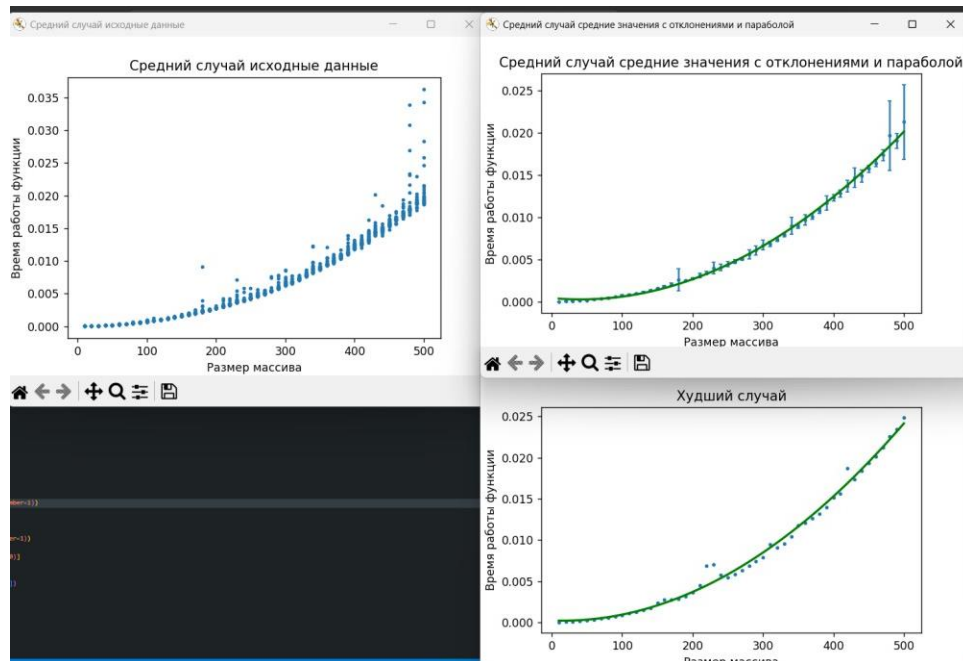 Средний случай исходные данные
Средний случай исходные данные
0.035
0.030
0.025
0.020
0.015
0.010
0.005
0.000
Время работы функции
0 100 200 300 400 500
Размер массива
Средний случай средние значения с отклонениями и параболой
Средний случай средние значения с отклонениями и параболой
0.025
0.020
0.015
0.010
0.005
0.000
Время работы функции
0 100 200 300 400 500
Размер массива
Худший случай
0.025
0.020
0.015
0.010
0.005
0.000
Время работы функции
0 100 200 300 400 500
Размер массива